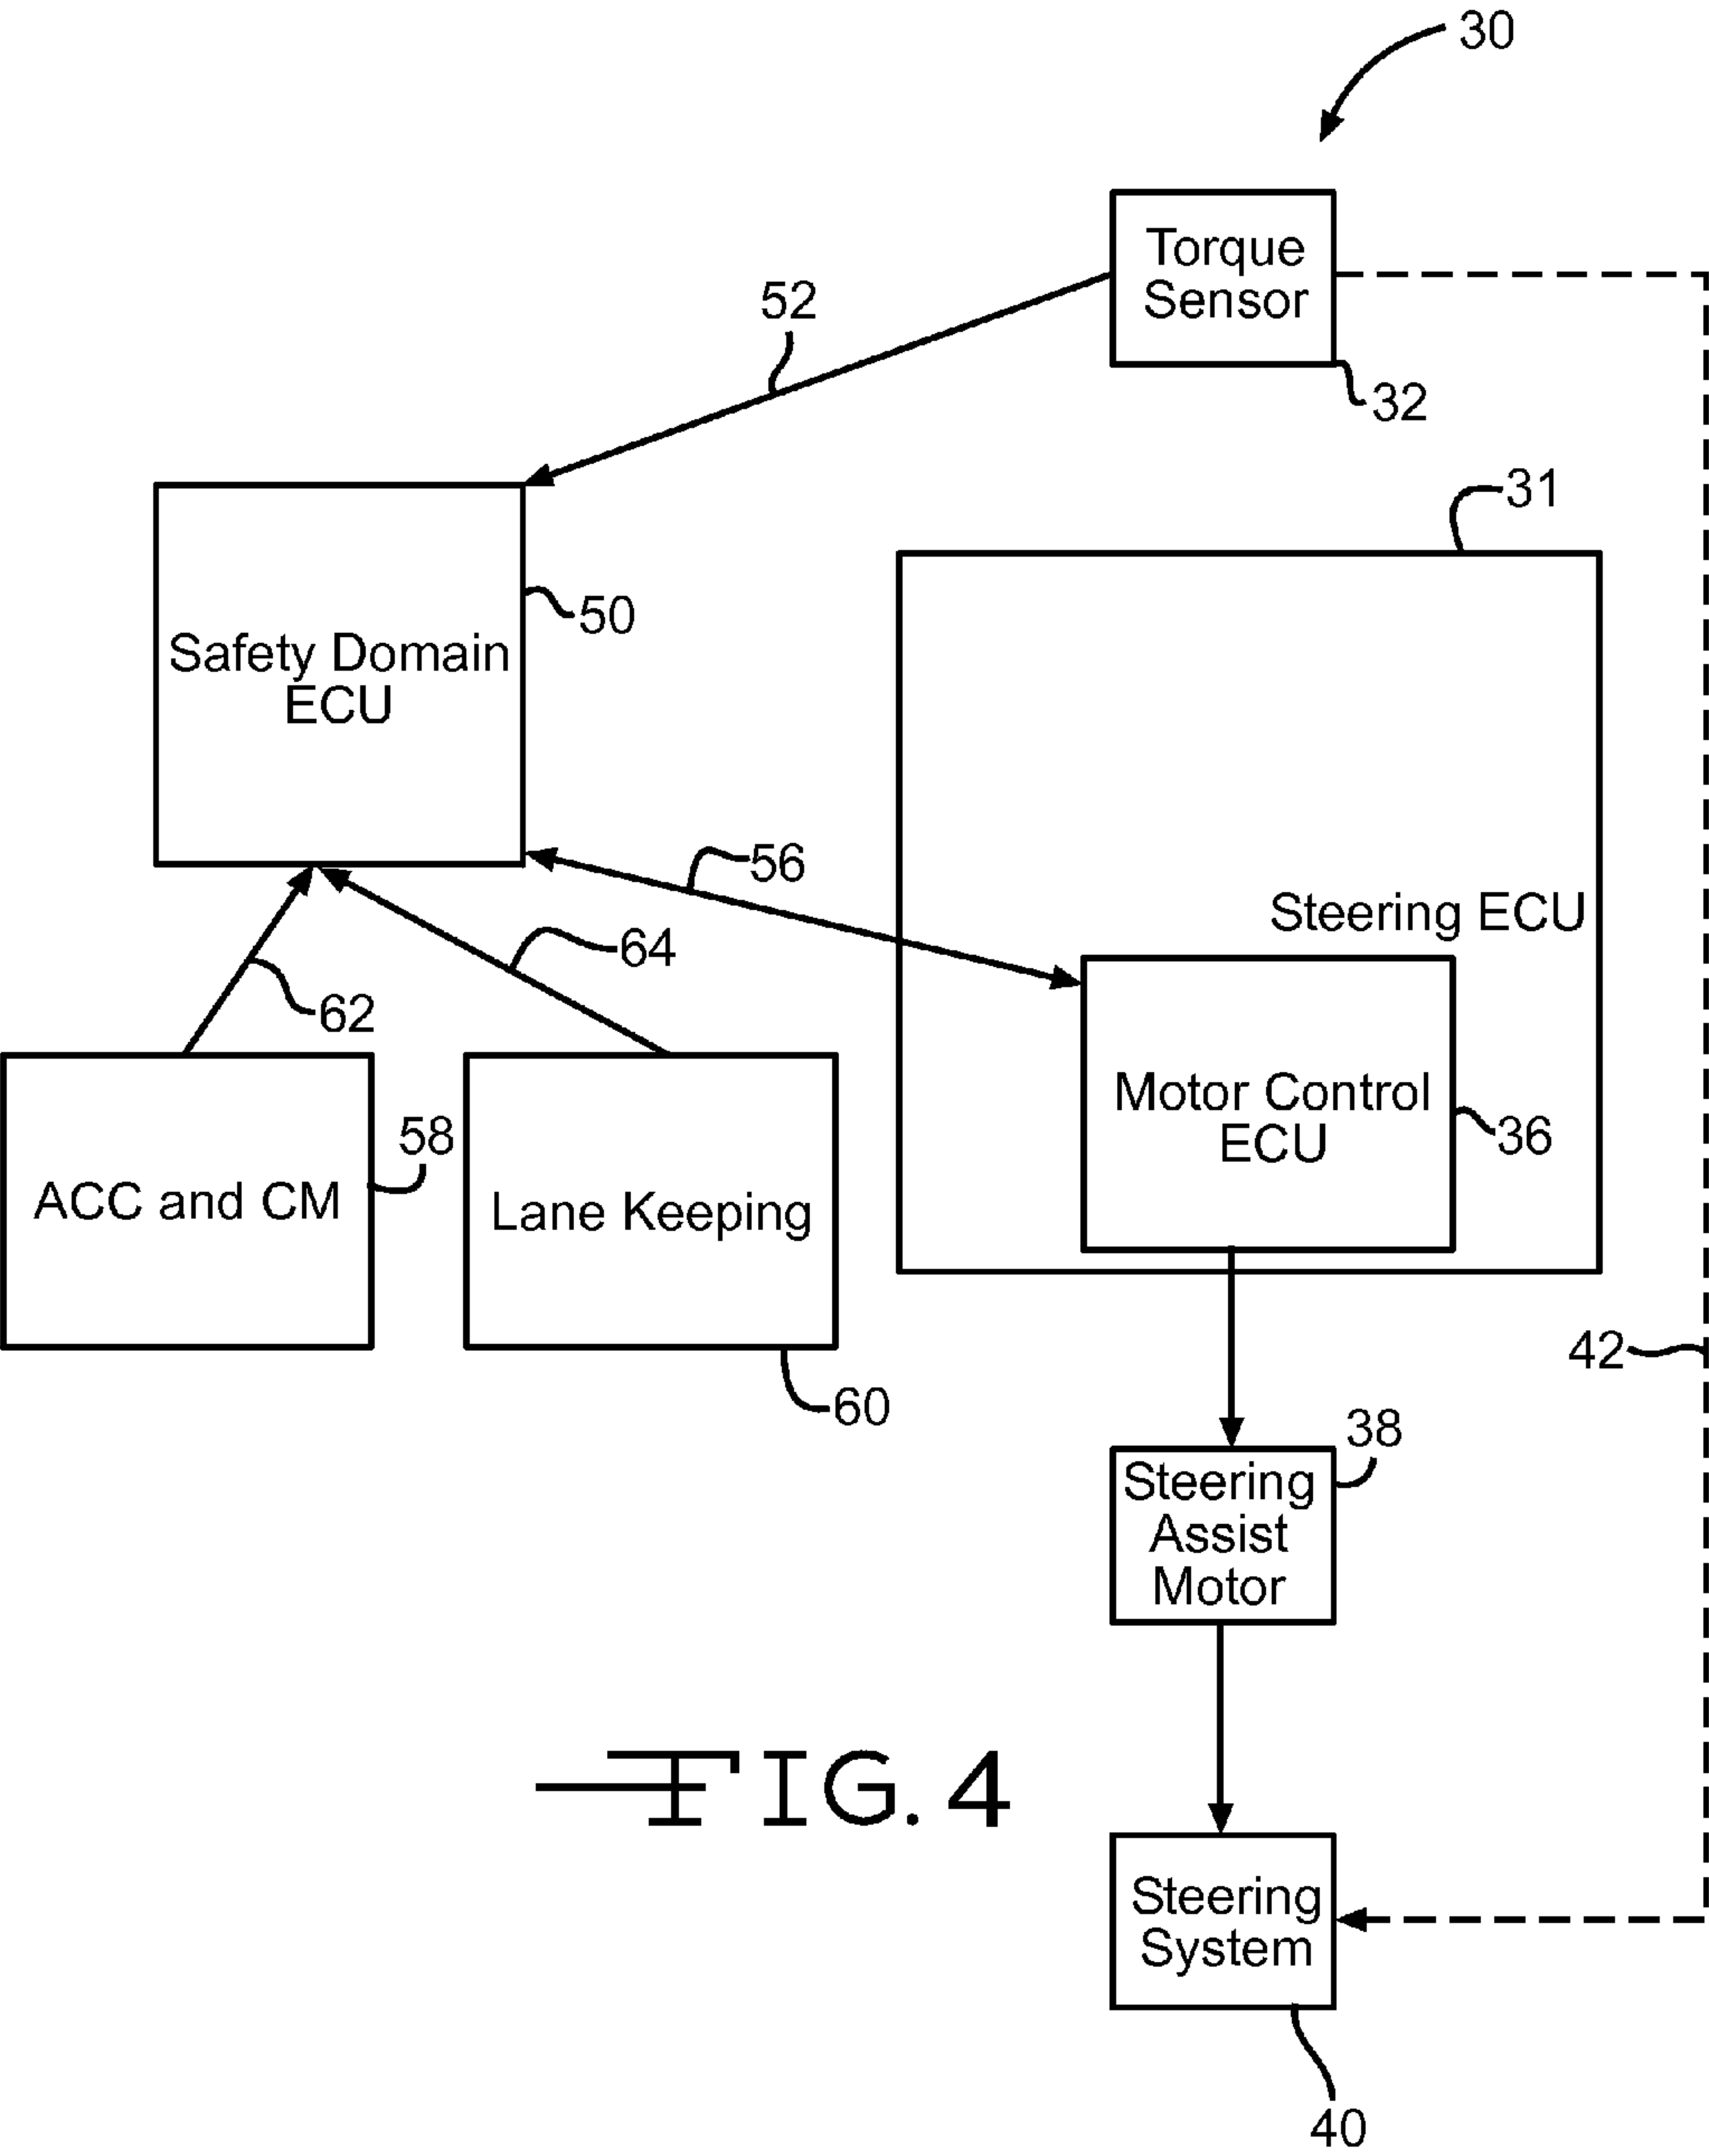 30
Torque
Sensor
52
32
31
50
Safety Domain
ECU
56
Steering ECU
64
62
Motor Control
ECU
58
36
ACC and CM
Lane Keeping
42
60
38
Steering
Assist
Motor
FIG. 4
Steering
System
40